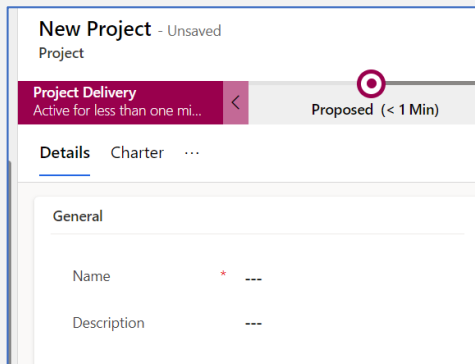 New Project - Unsaved
Project
Project Delivery
Active for less than one mi...
Proposed (< 1 Min)
Details Charter ...
General
Name * ---
Description ---